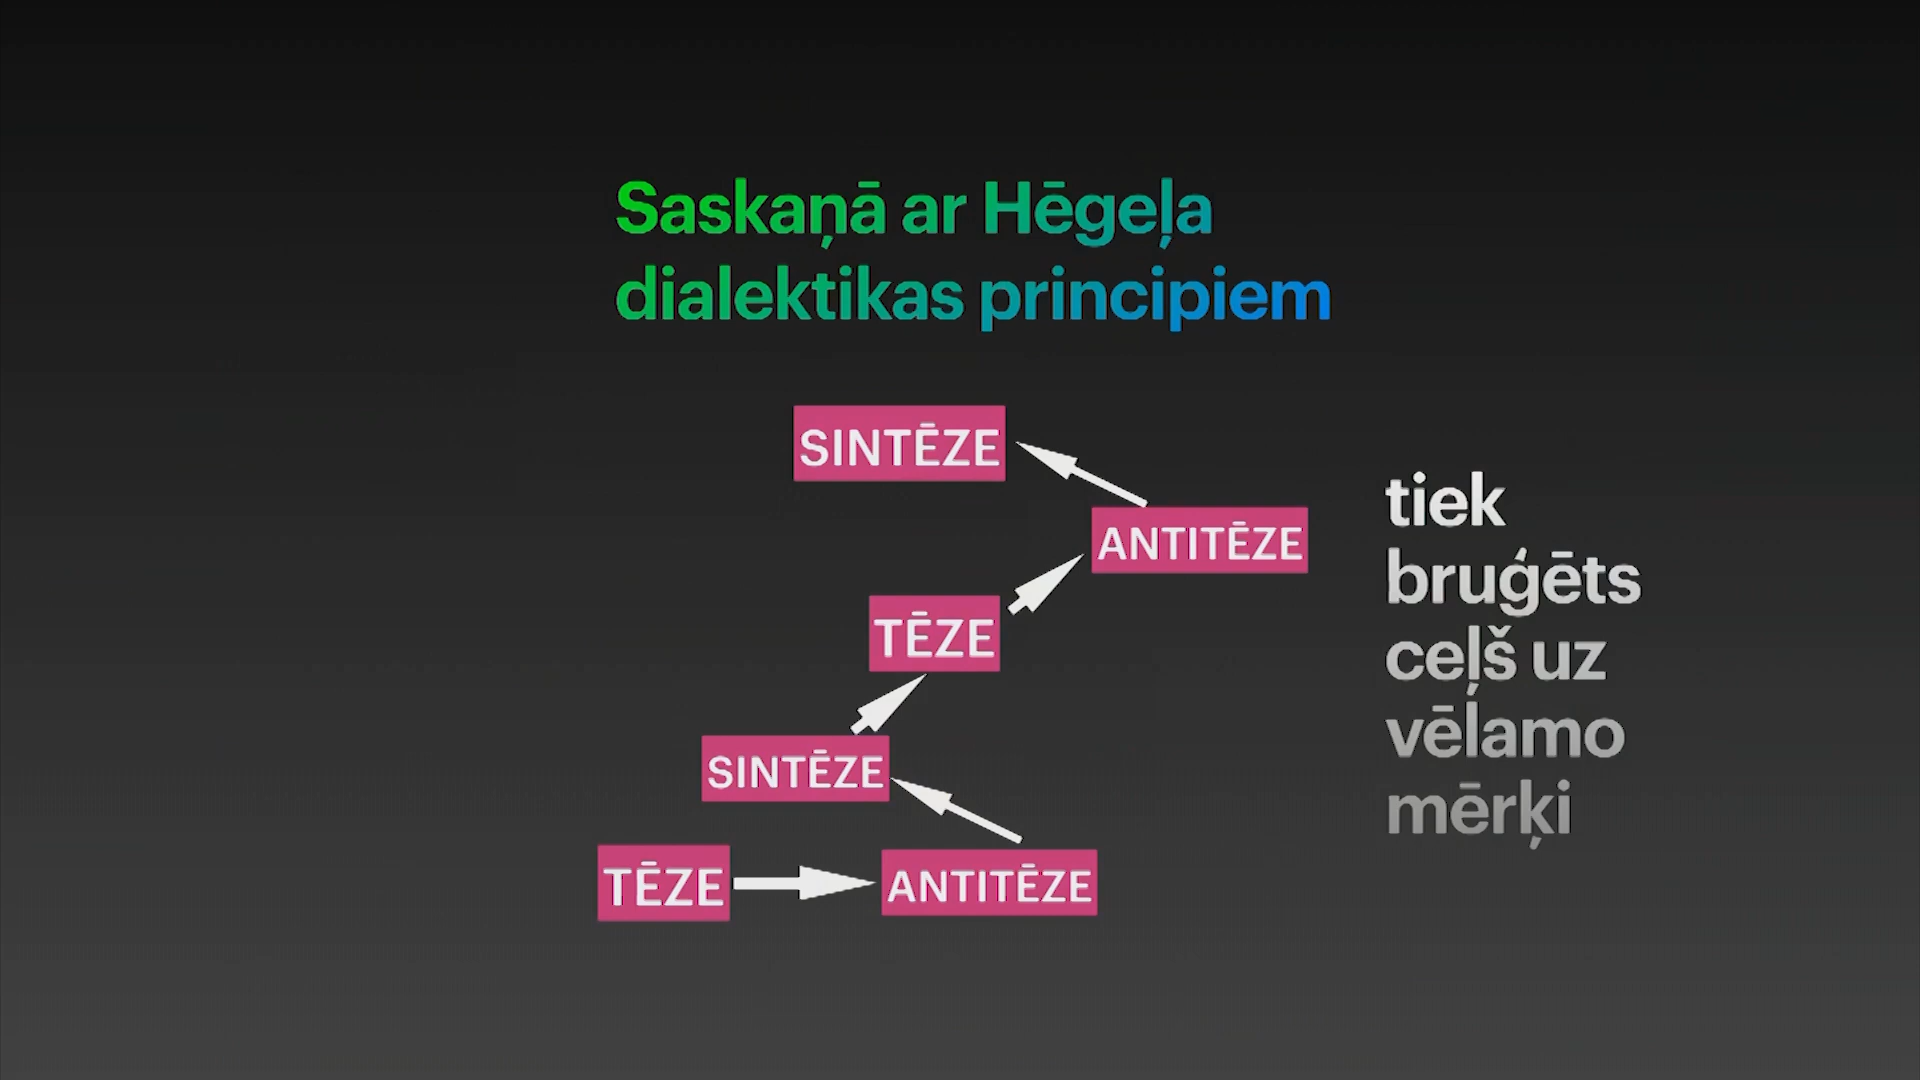 Saskaņā ar Hēgeļa
dialektikas principiem
SINTĒZE
ANTITĒZE
TĒZE
SINTĒZE
TĒZE
ANTITĒZE
tiek
bruģēts
ceļš uz
vēlamo
mērķi